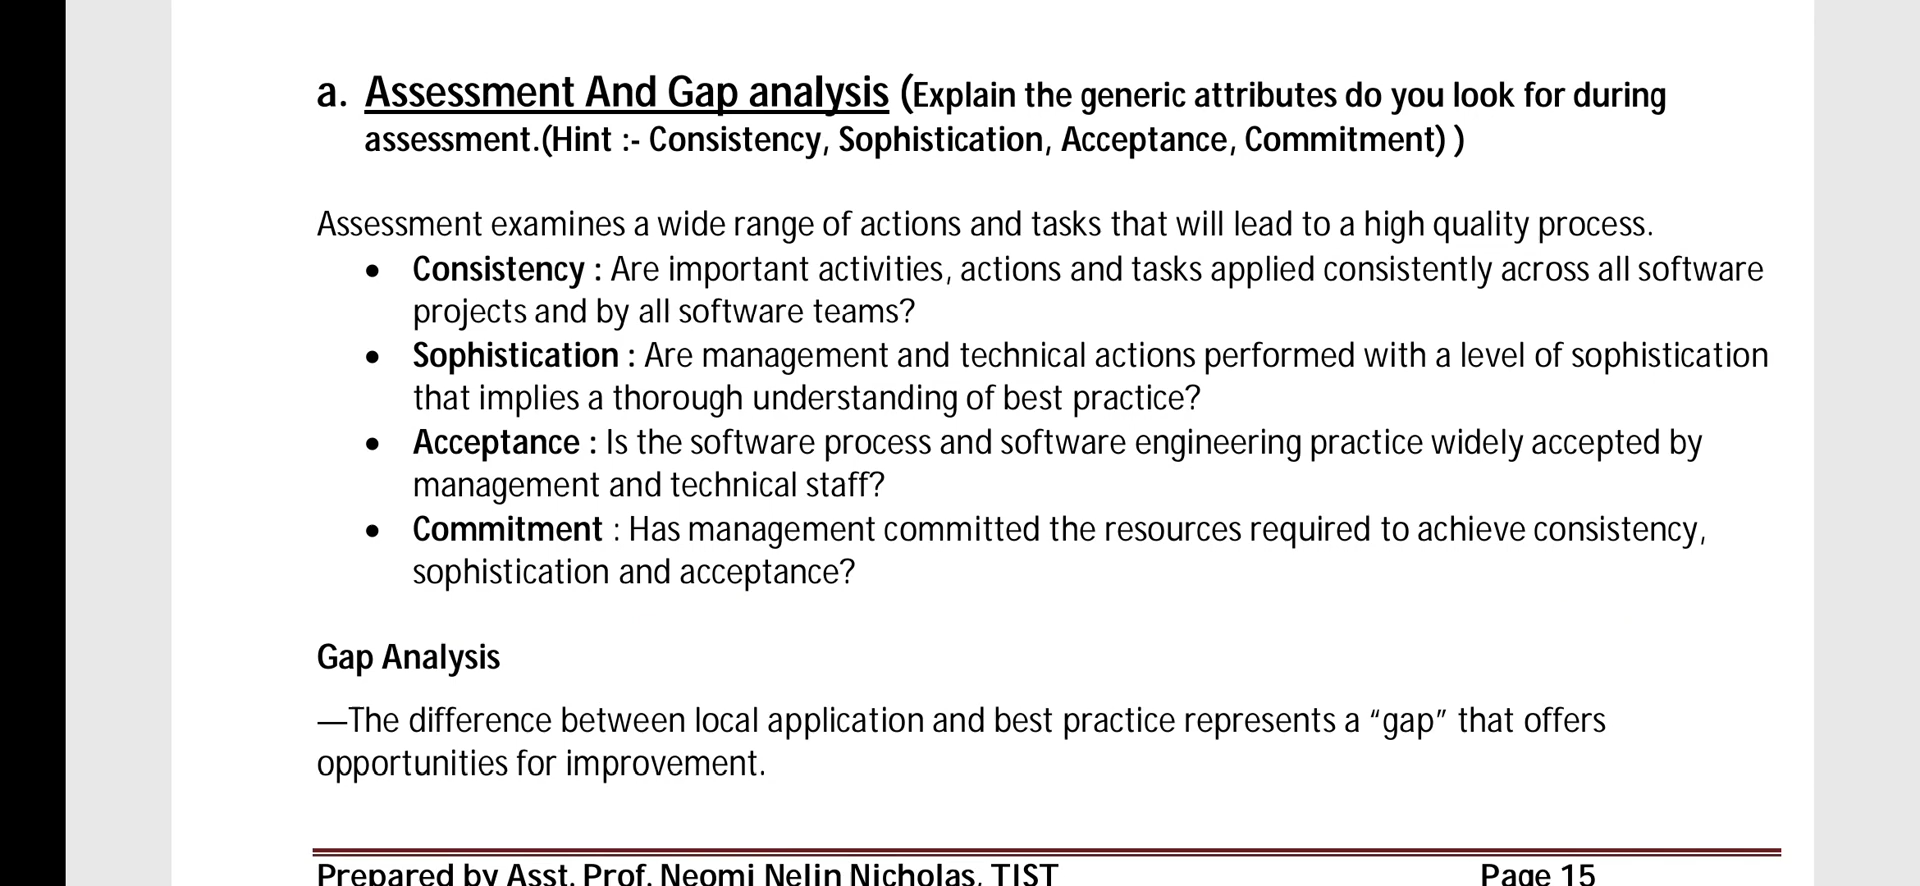 a. Assessment And Gap analysis (Explain the generic attributes do you look for during
assessment.(Hint :- Consistency, Sophistication, Acceptance, Commitment) )
Assessment examines a wide range of actions and tasks that will lead to a high quality process.
• Consistency : Are important activities, actions and tasks applied consistently across all software
projects and by all software teams?
• Sophistication : Are management and technical actions performed with a level of sophistication
that implies a thorough understanding of best practice?
• Acceptance : Is the software process and software engineering practice widely accepted by
management and technical staff?
• Commitment : Has management committed the resources required to achieve consistency,
sophistication and acceptance?
Gap Analysis
—The difference between local application and best practice represents a “gap” that offers
opportunities for improvement.
Prepared by Asst. Prof. Neomi Nelin Nicholas, TIST Page 15